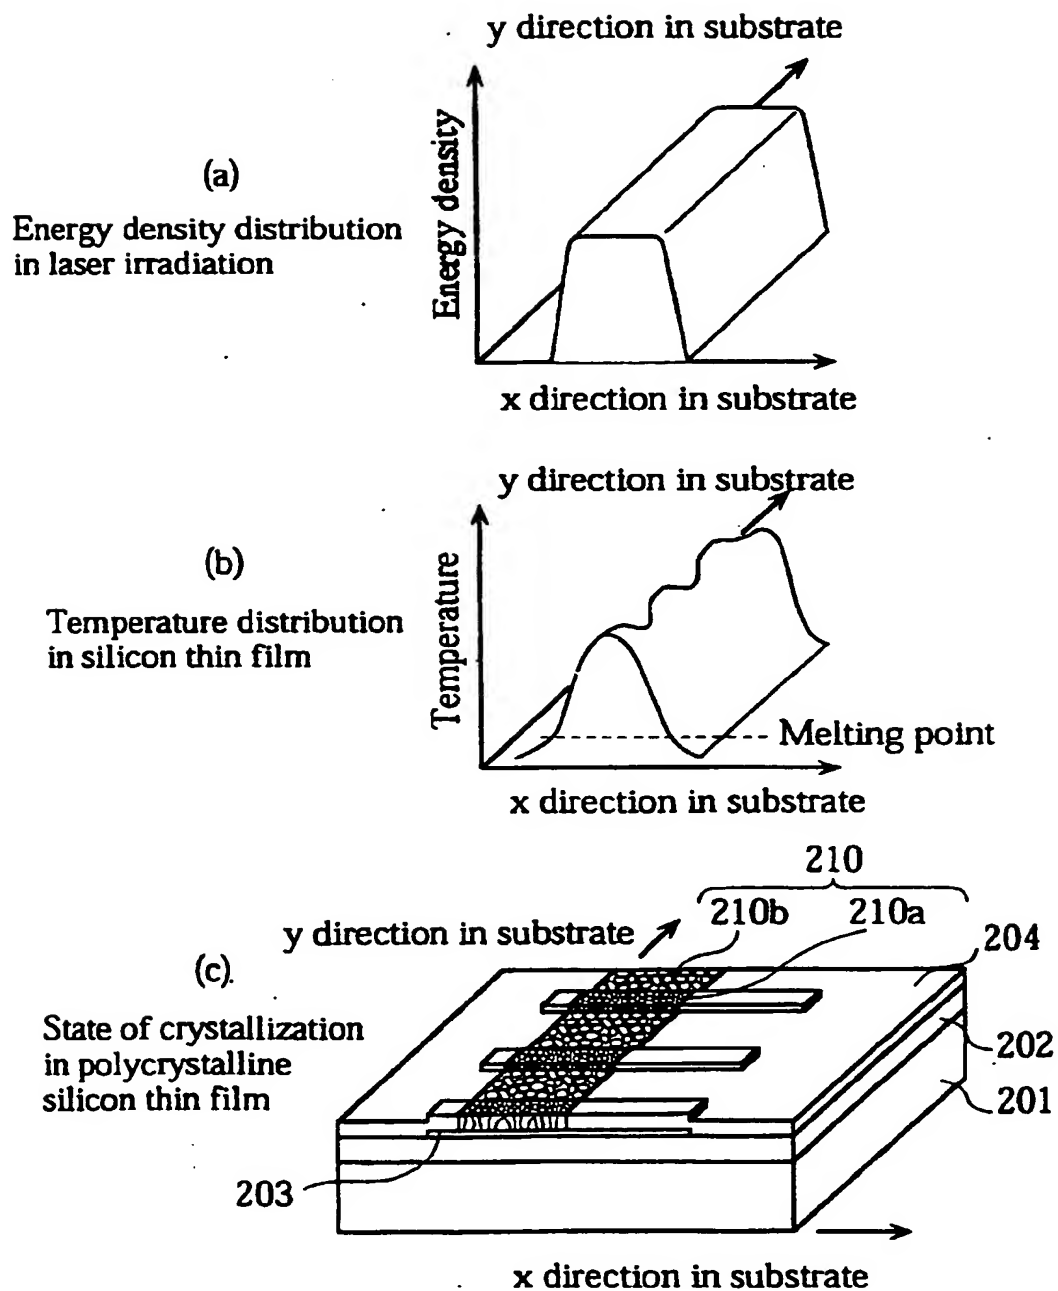 y direction in substrate
Energy density
(a)
Energy density distribution
in laser irradiation
x direction in substrate
y direction in substrate
Temperature
(b)
Temperature distribution
in silicon thin film
Melting point
x direction in substrate
210
210b
210a
y direction in substrate
204
(c)
State of crystallization
in polycrystalline
silicon thin film
202
201
203
x direction in substrate